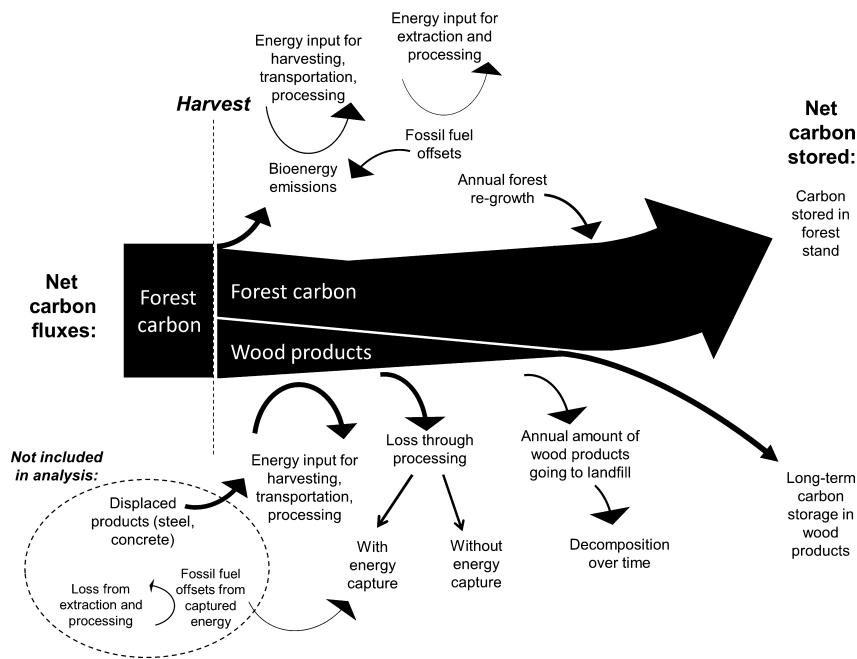 Energy input for
harvesting,
transportation,
processing
Energy input for
extraction and
processing
Harvest
Fossil fuel
offsets
Bioenergy
emissions
Annual forest
re-growth
Net
carbon
stored:
Carbon
stored in
forest
stand
Net
carbon
fluxes:
Forest
carbon
Forest carbon
Wood products
Not included
in analysis:
Displaced
products (steel,
concrete)
Energy input for
harvesting,
transportation,
processing
Loss through
processing
Annual amount of
wood products
going to landfill
Long-term
carbon
storage in
wood
products
With
energy
capture
Without
energy
capture
Decomposition
over time
Loss from
extraction and
processing
Fossil fuel
offsets from
captured
energy